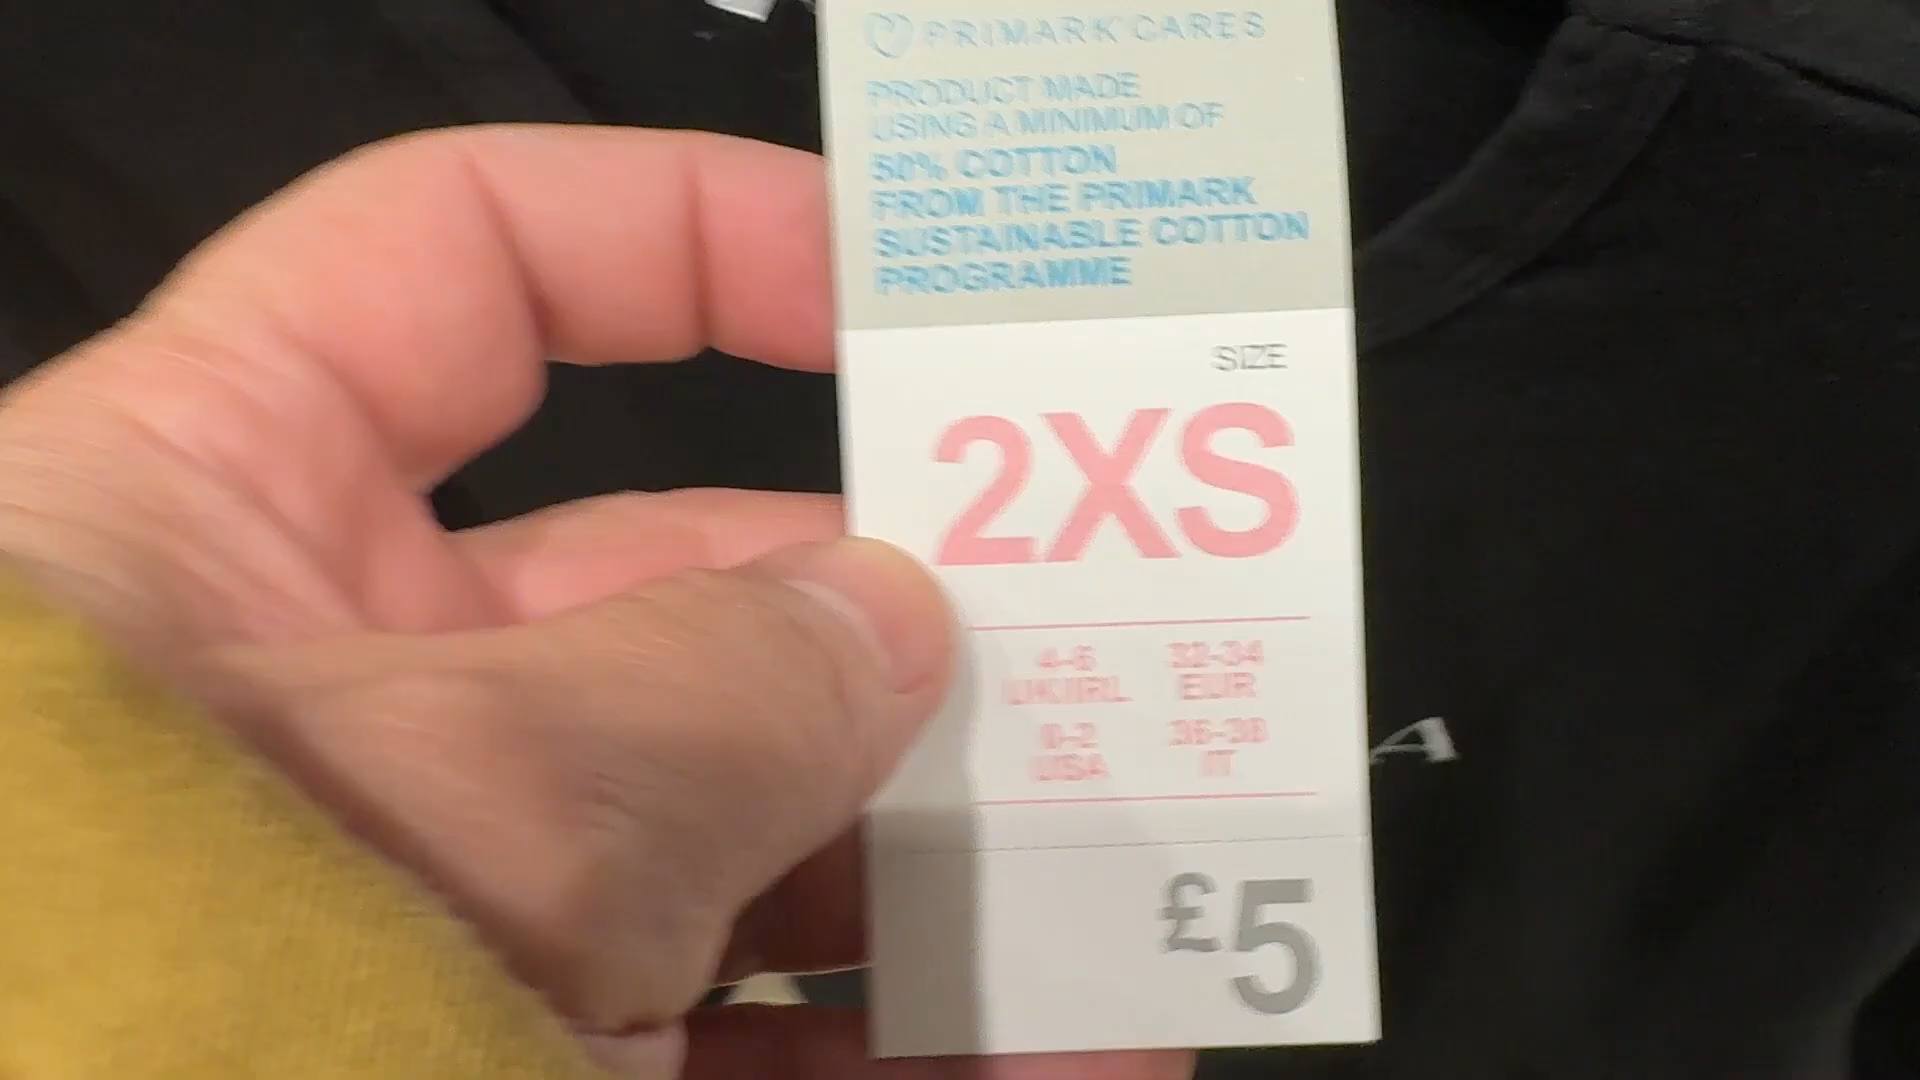 PRIMARK CARES
PRODUCT MADE
USING A MINIMUM OF
50% COTTON
FROM THE PRIMARK
SUSTAINABLE COTTON
PROGRAMME
SIZE
2XS
4-6 32-34
UK/IRL EUR
0-2 36-38
USA IT
A
£5